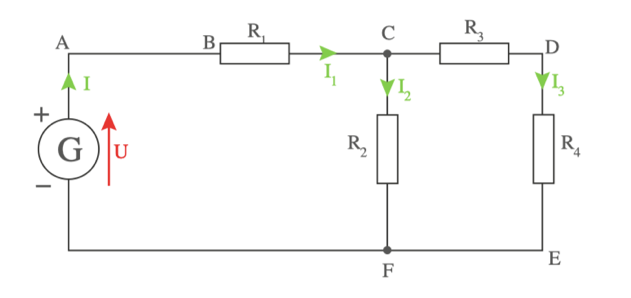 A
B
R₁
C
R₃
D
I
I₁
I₂
I₃
+
G
U
R₂
R₄
−
F
E